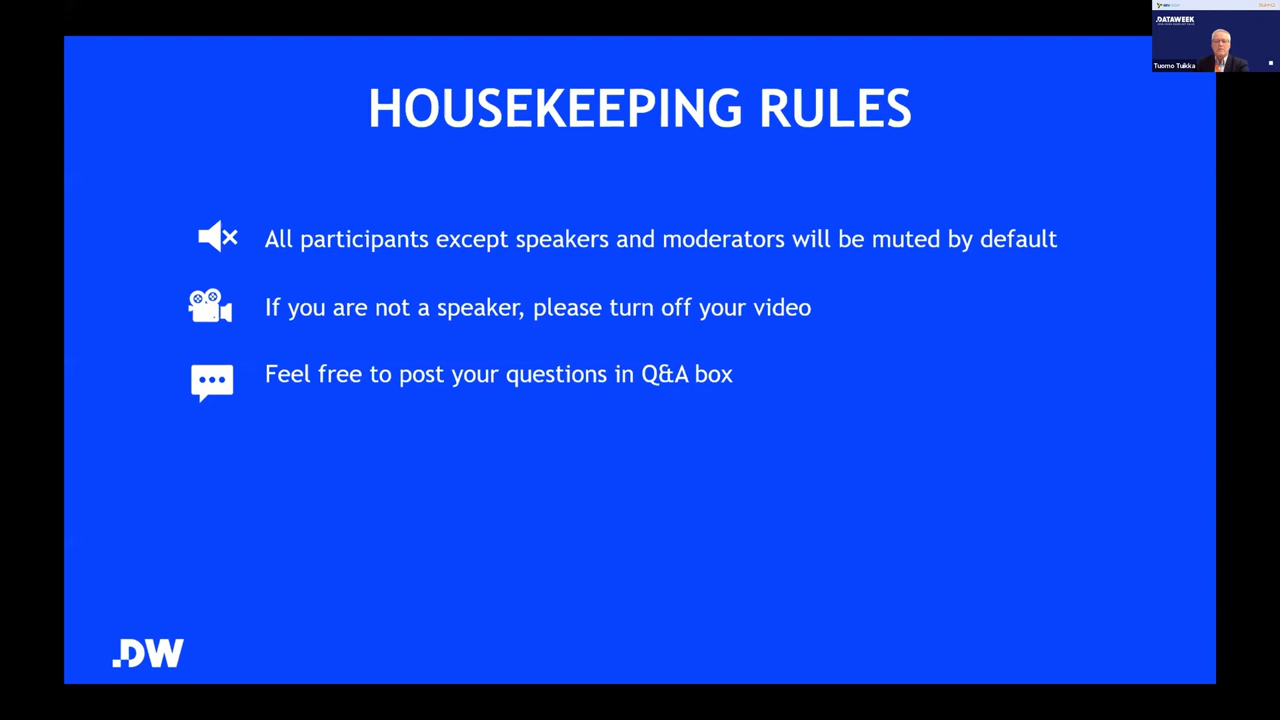 .DATAWEEK
Tuomo Tuikka
HOUSEKEEPING RULES
All participants except speakers and moderators will be muted by default
If you are not a speaker, please turn off your video
Feel free to post your questions in Q&A box
.DW